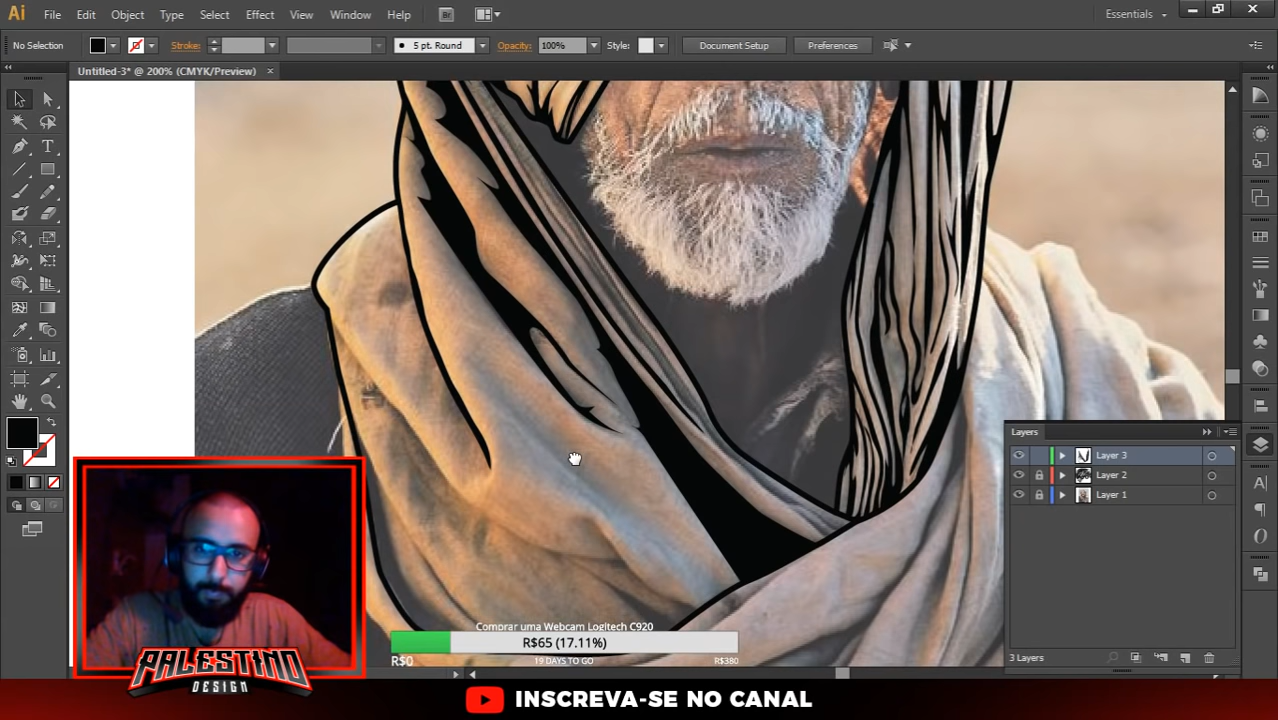 Ai File Edit Object Type Select Effect View Window Help Br Essentials
No Selection Stroke: 5 pt. Round Opacity: 100% Style: Document Setup Preferences
Untitled-3* @ 200% (CMYK/Preview)
Layers
Layer 3
Layer 2
Layer 1
3 Layers
Comprar uma Webcam Logitech C920
R$65 (17.11%)
R$0 19 DAYS TO GO R$380
PALESTINO
DESIGN
INSCREVA-SE NO CANAL